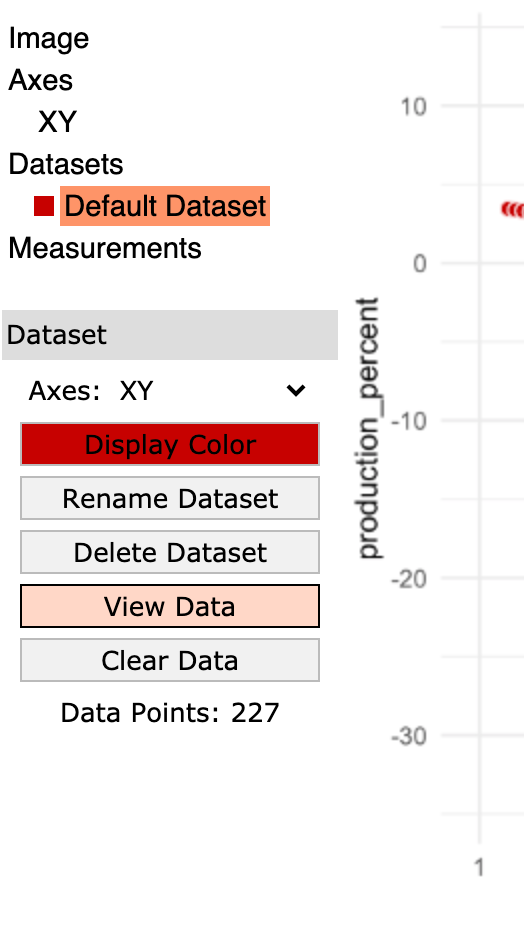 Image
Axes
XY
Datasets
Default Dataset
Measurements
Dataset
Axes: XY
Display Color
Rename Dataset
Delete Dataset
View Data
Clear Data
Data Points: 227
production_percent
10
0
-10
-20
-30
1